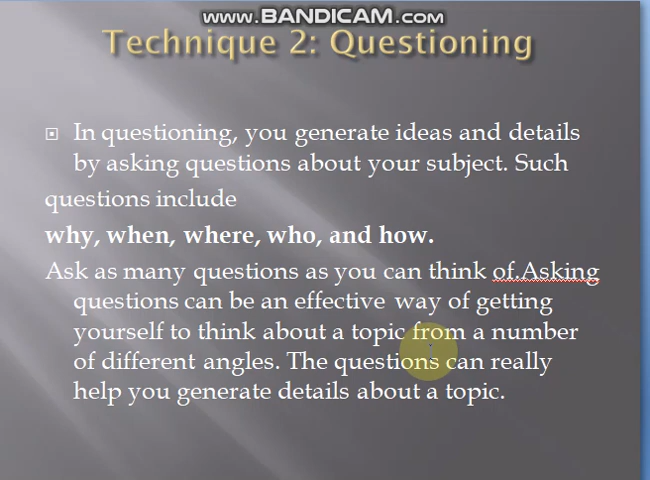 www.BANDICAM.com
Technique 2: Questioning
In questioning, you generate ideas and details
by asking questions about your subject. Such
questions include
why, when, where, who, and how.
Ask as many questions as you can think of.Asking
questions can be an effective way of getting
yourself to think about a topic from a number
of different angles. The questions can really
help you generate details about a topic.